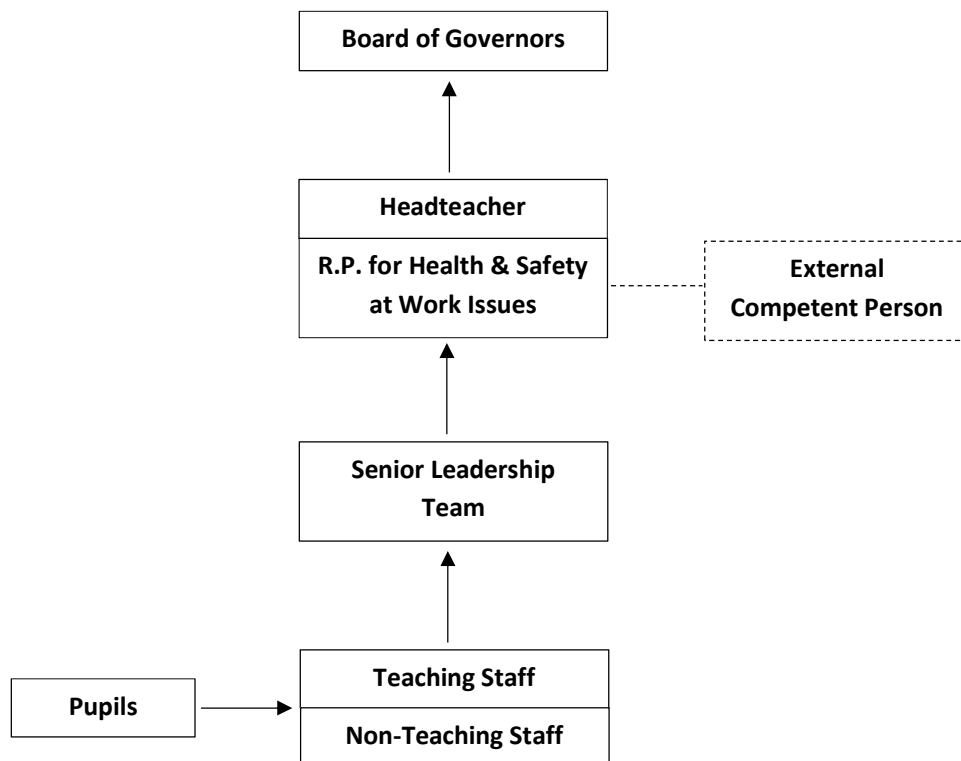 Board of Governors
Headteacher
R.P. for Health & Safety
at Work Issues
External
Competent Person
Senior Leadership
Team
Teaching Staff
Pupils
Non-Teaching Staff